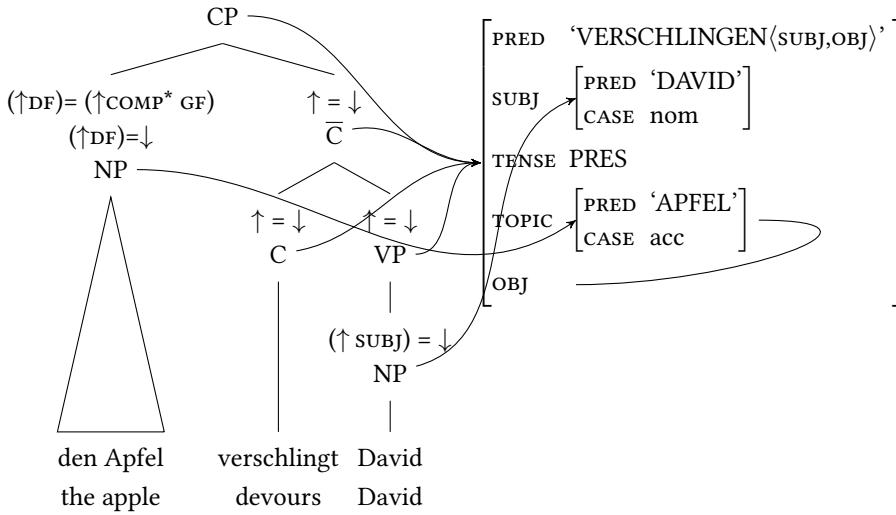 CP
(↑DF)= (↑COMP* GF)
(↑DF)=↓
NP
↑ = ↓
C̅
↑ = ↓
C
↑ = ↓
VP
(↑ SUBJ) = ↓
NP
den Apfel verschlingt David
the apple devours David
PRED ‘VERSCHLINGEN⟨SUBJ,OBJ⟩’
SUBJ
PRED ‘DAVID’
CASE nom
TENSE PRES
TOPIC
PRED ‘APFEL’
CASE acc
OBJ